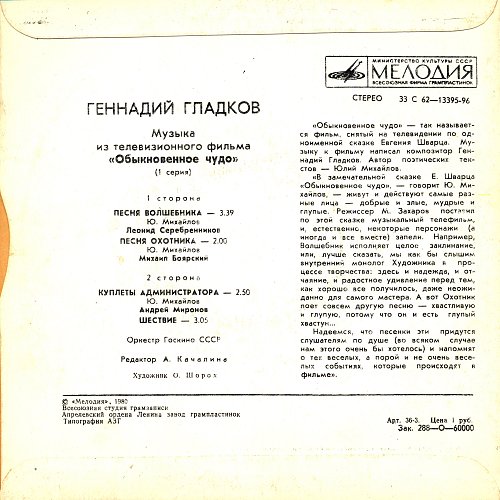 МИНИСТЕРСТВО КУЛЬТУРЫ СССР
МЕЛОДИЯ
ВСЕСОЮЗНАЯ ФИРМА ГРАМПЛАСТИНОК
СТЕРЕО 33 С 62—13395-96
ГЕННАДИЙ ГЛАДКОВ
Музыка
из телевизионного фильма
«Обыкновенное чудо»
(1 серия)
1 сторона
ПЕСНЯ ВОЛШЕБНИКА — 3.39
Ю. Михайлов
Леонид Серебренников
ПЕСНЯ ОХОТНИКА — 2.00
Ю. Михайлов
Михаил Боярский
2 сторона
КУПЛЕТЫ АДМИНИСТРАТОРА — 2.50
Ю. Михайлов
Андрей Миронов
ШЕСТВИЕ — 3.05
Оркестр Госкино СССР
Редактор А. Качалина
Художник О. Шорох
«Обыкновенное чудо» — так называет-
ся фильм, снятый на телевидении по од-
ноименной сказке Евгения Шварца. Му-
зыку к фильму написал композитор Ген-
надий Гладков. Автор поэтических тек-
стов — Юлий Михайлов.
«В замечательной сказке Е. Шварца
«Обыкновенное чудо», — говорит Ю. Ми-
хайлов, — живут и действуют самые раз-
ные лица — добрые и злые, мудрые и
глупые. Режиссер М. Захаров поставил
по этой сказке музыкальный телефильм,
и, естественно, некоторые персонажи (а
иногда и все вместе) запели. Например,
Волшебник исполняет целое заклинание,
или, лучше сказать, мы как бы слышим
внутренний монолог Художника в про-
цессе творчества: здесь и надежда, и от-
чаяние, и радостное удивление перед тем,
как хорошо все получилось, даже неожи-
данно для самого мастера. А вот Охотник
поет совсем другую песню — хвастливую
и глупую, потому что он и есть глупый
хвастун...
Надеемся, что песенки эти придутся
слушателям по душе (во всяком случае
нам этого очень бы хотелось) и напомнят
о тех веселых, а порой и не очень весе-
лых событиях, которые происходят в
фильме».
© «Мелодия», 1980
Всесоюзная студия грамзаписи
Апрелевский ордена Ленина завод грампластинок
Типография АЗГ
Арт. 36-3. Цена 1 руб.
Зак. 288—О—60000